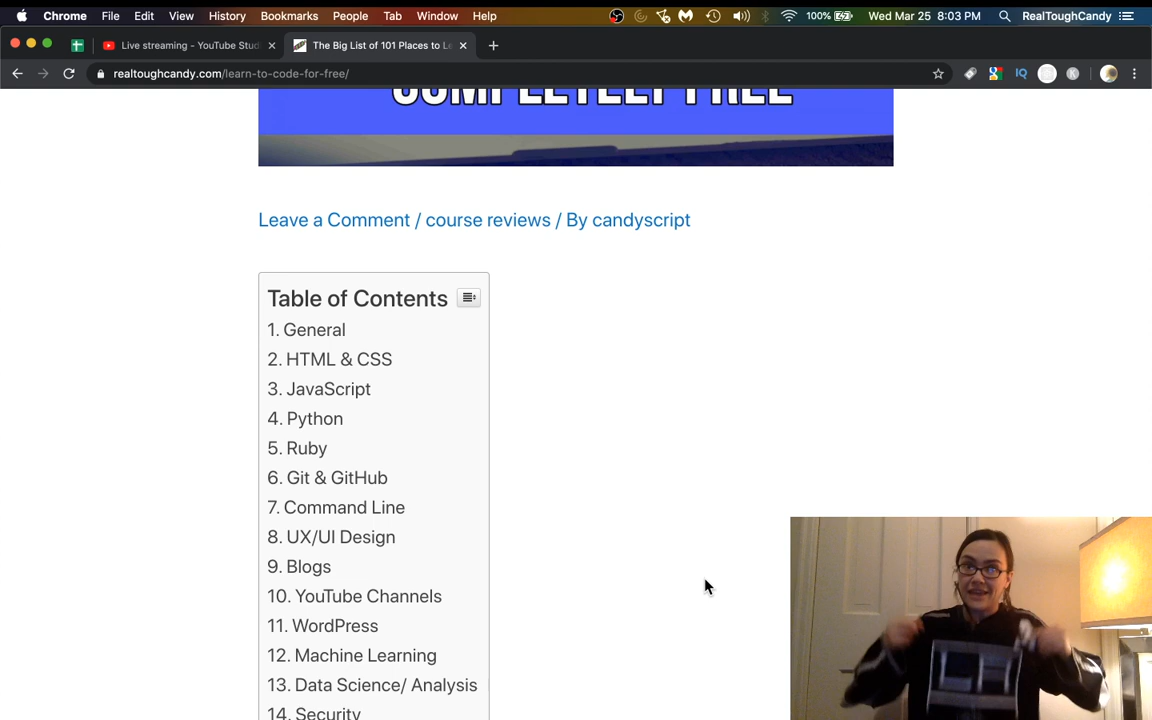 Chrome File Edit View History Bookmarks People Tab Window Help 100% Wed Mar 25 8:03 PM RealToughCandy
Live streaming - YouTube Stud The Big List of 101 Places to Le
realtoughcandy.com/learn-to-code-for-free/ IQ K
COMPLETELY FREE
Leave a Comment / course reviews / By candyscript
Table of Contents
1. General
2. HTML & CSS
3. JavaScript
4. Python
5. Ruby
6. Git & GitHub
7. Command Line
8. UX/UI Design
9. Blogs
10. YouTube Channels
11. WordPress
12. Machine Learning
13. Data Science/ Analysis
14. Security